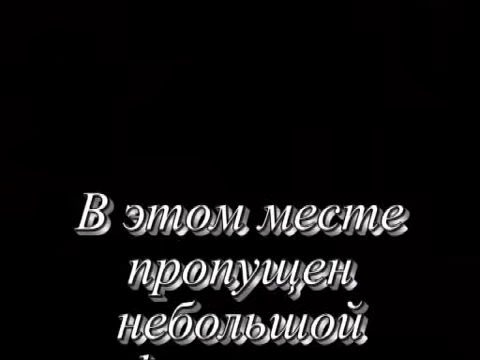 В этом месте
пропущен
небольшой